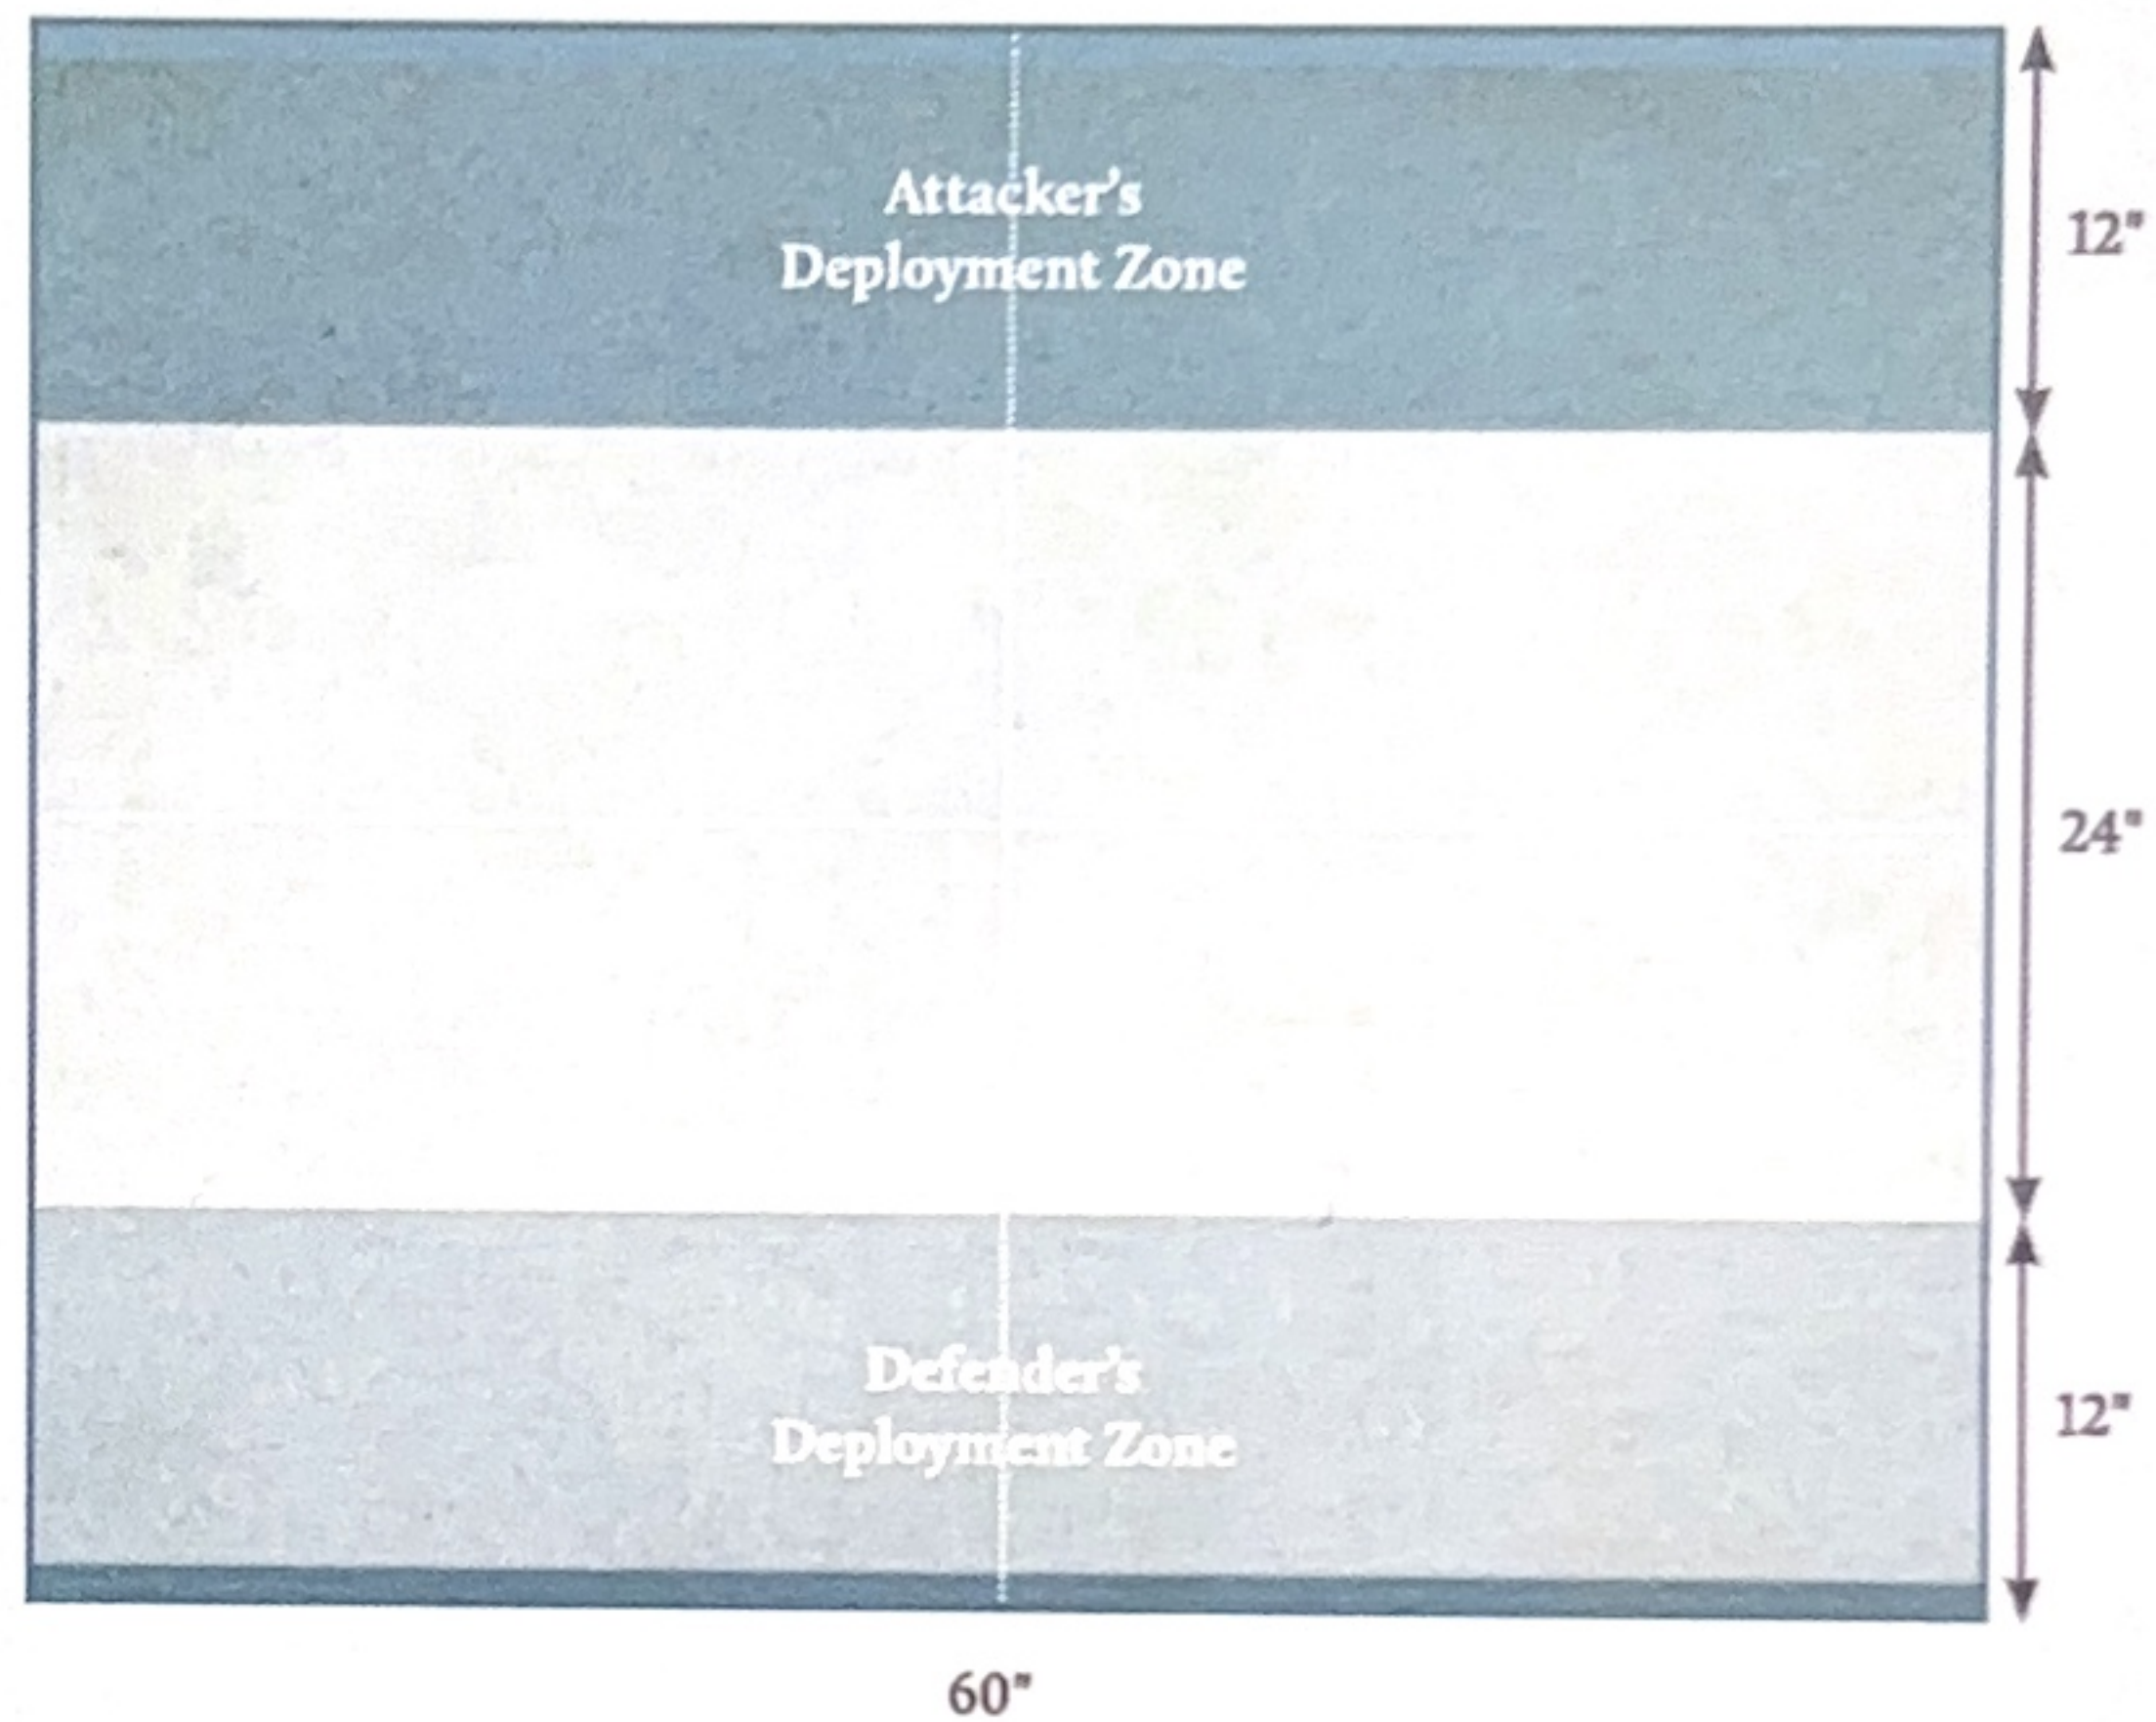 Attacker's
Deployment Zone
12"
24"
Defender's
Deployment Zone
12"
60"